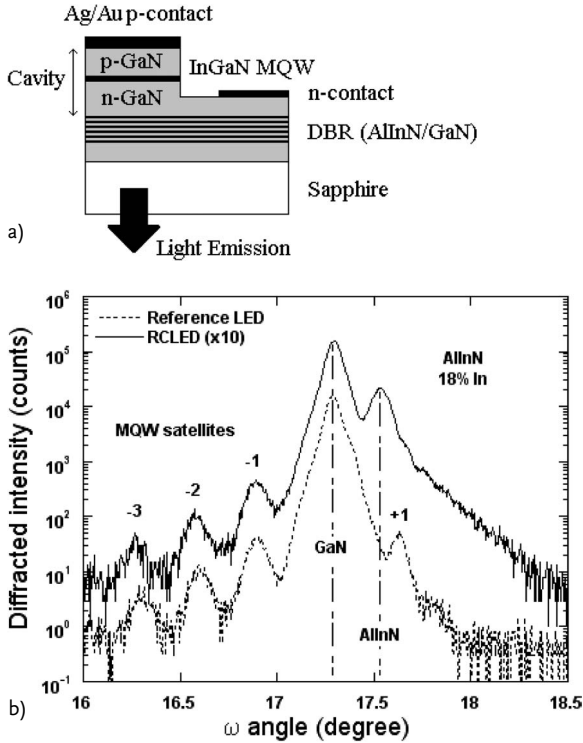 Ag/Au p-contact
p-GaN
InGaN MQW
Cavity
n-GaN
n-contact
DBR (AlInN/GaN)
Sapphire
a)
Light Emission
b)
Diffracted intensity (counts)
10^6
10^5
10^4
10^3
10^2
10^1
10^0
10^-1
Reference LED
RCLED (x10)
AlInN
18% In
MQW satellites
-3
-2
-1
+1
GaN
AlInN
16
16.5
17
17.5
18
18.5
ω angle (degree)